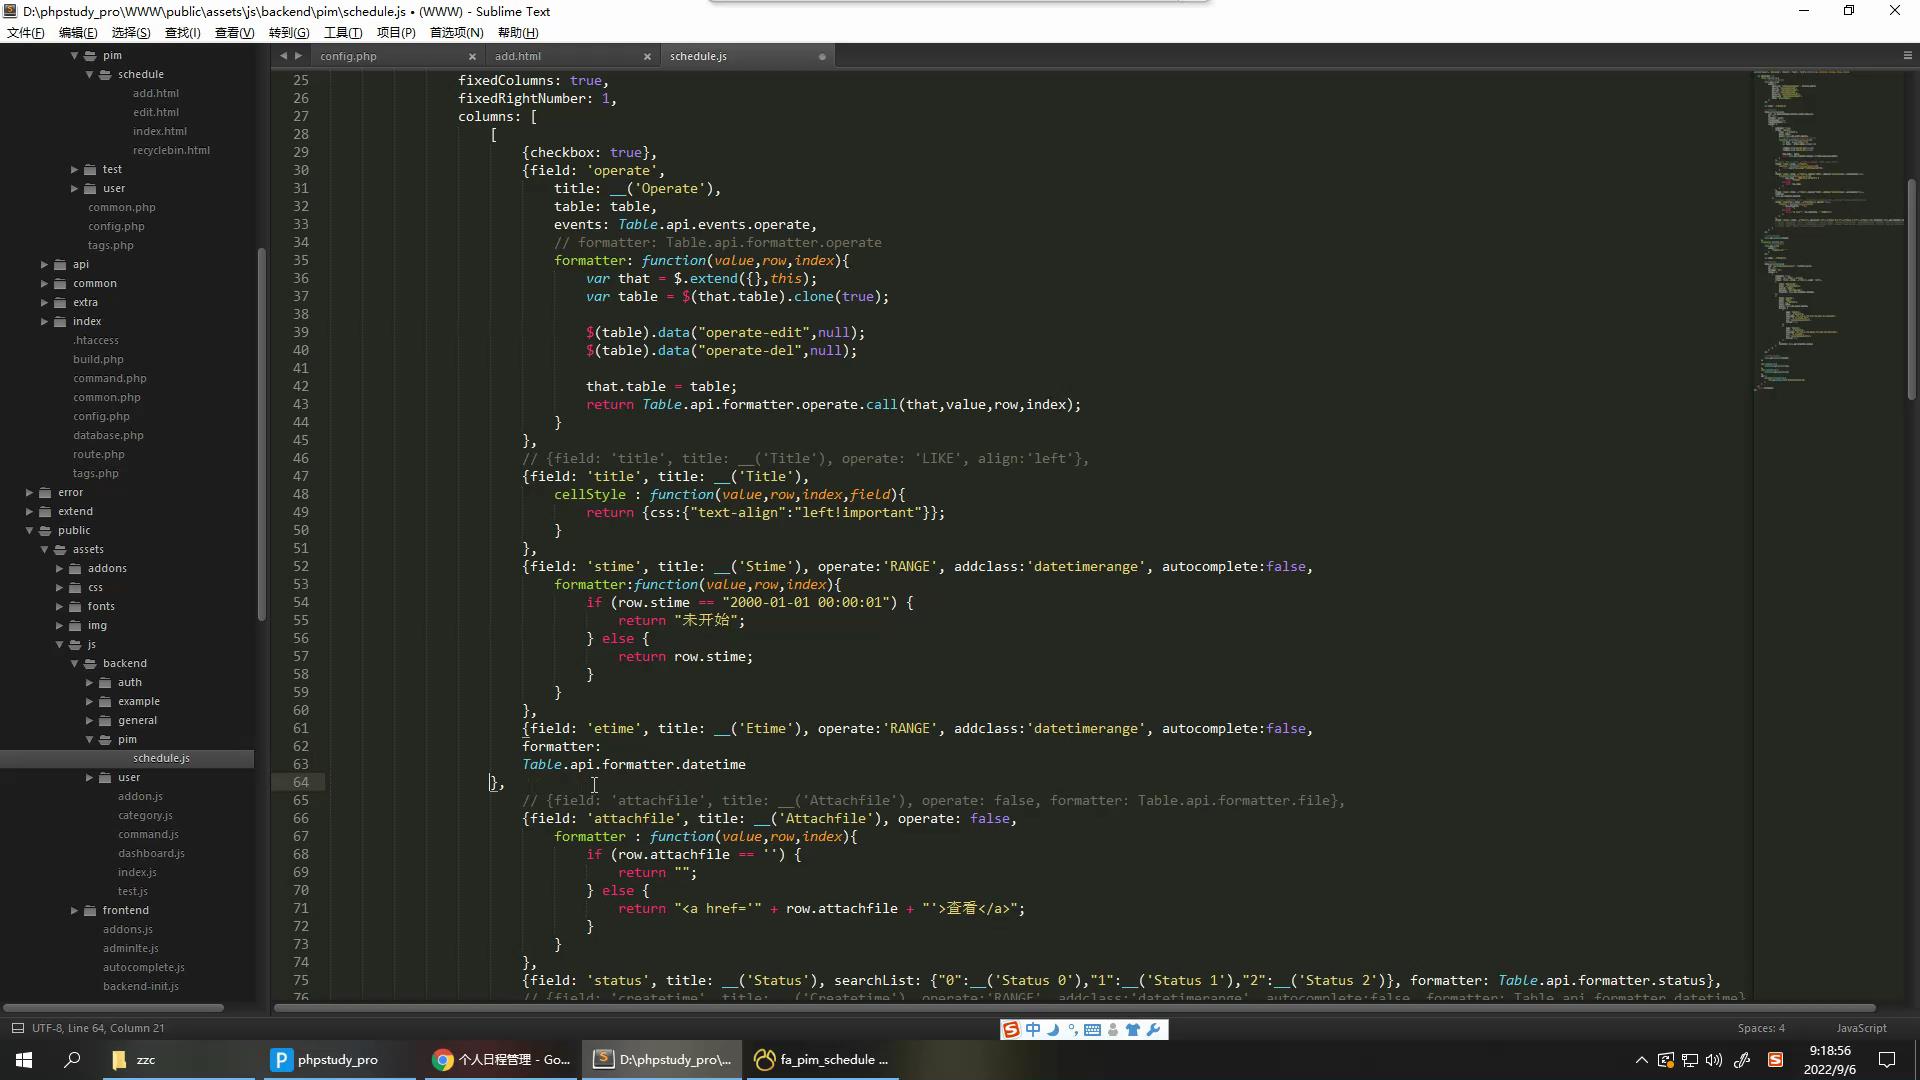 D:\phpstudy_pro\WWW\public\assets\js\backend\pim\schedule.js • (WWW) - Sublime Text
文件(F) 编辑(E) 选择(S) 查找(I) 查看(V) 转到(G) 工具(T) 项目(P) 首选项(N) 帮助(H)
config.php × add.html × schedule.js
pim
schedule
add.html
edit.html
index.html
recyclebin.html
test
user
common.php
config.php
tags.php
api
common
extra
index
.htaccess
build.php
command.php
common.php
config.php
database.php
route.php
tags.php
error
extend
public
assets
addons
css
fonts
img
js
backend
auth
example
general
pim
schedule.js
user
addon.js
category.js
command.js
dashboard.js
index.js
test.js
frontend
addons.js
adminlte.js
autocomplete.js
backend-init.js
25 fixedColumns: true,
26 fixedRightNumber: 1,
27 columns: [
28 [
29 {checkbox: true},
30 {field: 'operate',
31 title: __('Operate'),
32 table: table,
33 events: Table.api.events.operate,
34 // formatter: Table.api.formatter.operate
35 formatter: function(value,row,index){
36 var that = $.extend({},this);
37 var table = $(that.table).clone(true);
38
39 $(table).data("operate-edit",null);
40 $(table).data("operate-del",null);
41
42 that.table = table;
43 return Table.api.formatter.operate.call(that,value,row,index);
44 }
45 },
46 // {field: 'title', title: __('Title'), operate: 'LIKE', align:'left'},
47 {field: 'title', title: __('Title'),
48 cellStyle : function(value,row,index,field){
49 return {css:{"text-align":"left!important"}};
50 }
51 },
52 {field: 'stime', title: __('Stime'), operate:'RANGE', addclass:'datetimerange', autocomplete:false,
53 formatter:function(value,row,index){
54 if (row.stime == "2000-01-01 00:00:01") {
55 return "未开始";
56 } else {
57 return row.stime;
58 }
59 }
60 },
61 {field: 'etime', title: __('Etime'), operate:'RANGE', addclass:'datetimerange', autocomplete:false,
62 formatter:
63 Table.api.formatter.datetime
64 },
65 // {field: 'attachfile', title: __('Attachfile'), operate: false, formatter: Table.api.formatter.file},
66 {field: 'attachfile', title: __('Attachfile'), operate: false,
67 formatter : function(value,row,index){
68 if (row.attachfile == '') {
69 return "";
70 } else {
71 return "<a href='" + row.attachfile + "'>查看</a>";
72 }
73 }
74 },
75 {field: 'status', title: __('Status'), searchList: {"0":__('Status 0'),"1":__('Status 1'),"2":__('Status 2')}, formatter: Table.api.formatter.status},
76 // {field: 'createtime', title: __('Createtime'), operate:'RANGE', addclass:'datetimerange', autocomplete:false, formatter: Table.api.formatter.datetime}
UTF-8, Line 64, Column 21 中 Spaces: 4 JavaScript
zzc phpstudy 个人日程管理 - Go... D:\phpstudy_pro\... fa_pim_schedule ...
9:18:56
2022/9/6